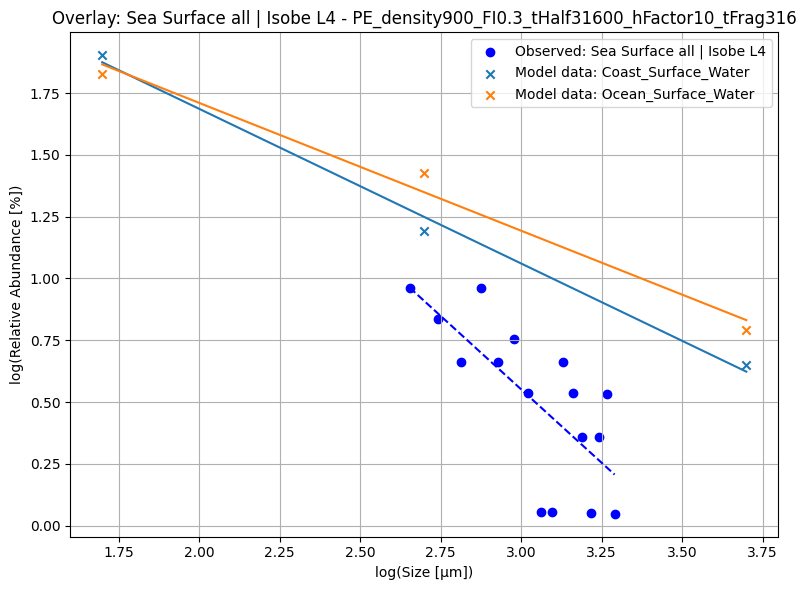 Overlay: Sea Surface all | Isobe L4 - PE_density900_FI0.3_tHalf31600_hFactor10_tFrag316
Observed: Sea Surface all | Isobe L4
Model data: Coast_Surface_Water
Model data: Ocean_Surface_Water
log(Relative Abundance [%])
1.75
1.50
1.25
1.00
0.75
0.50
0.25
0.00
1.75 2.00 2.25 2.50 2.75 3.00 3.25 3.50 3.75
log(Size [μm])